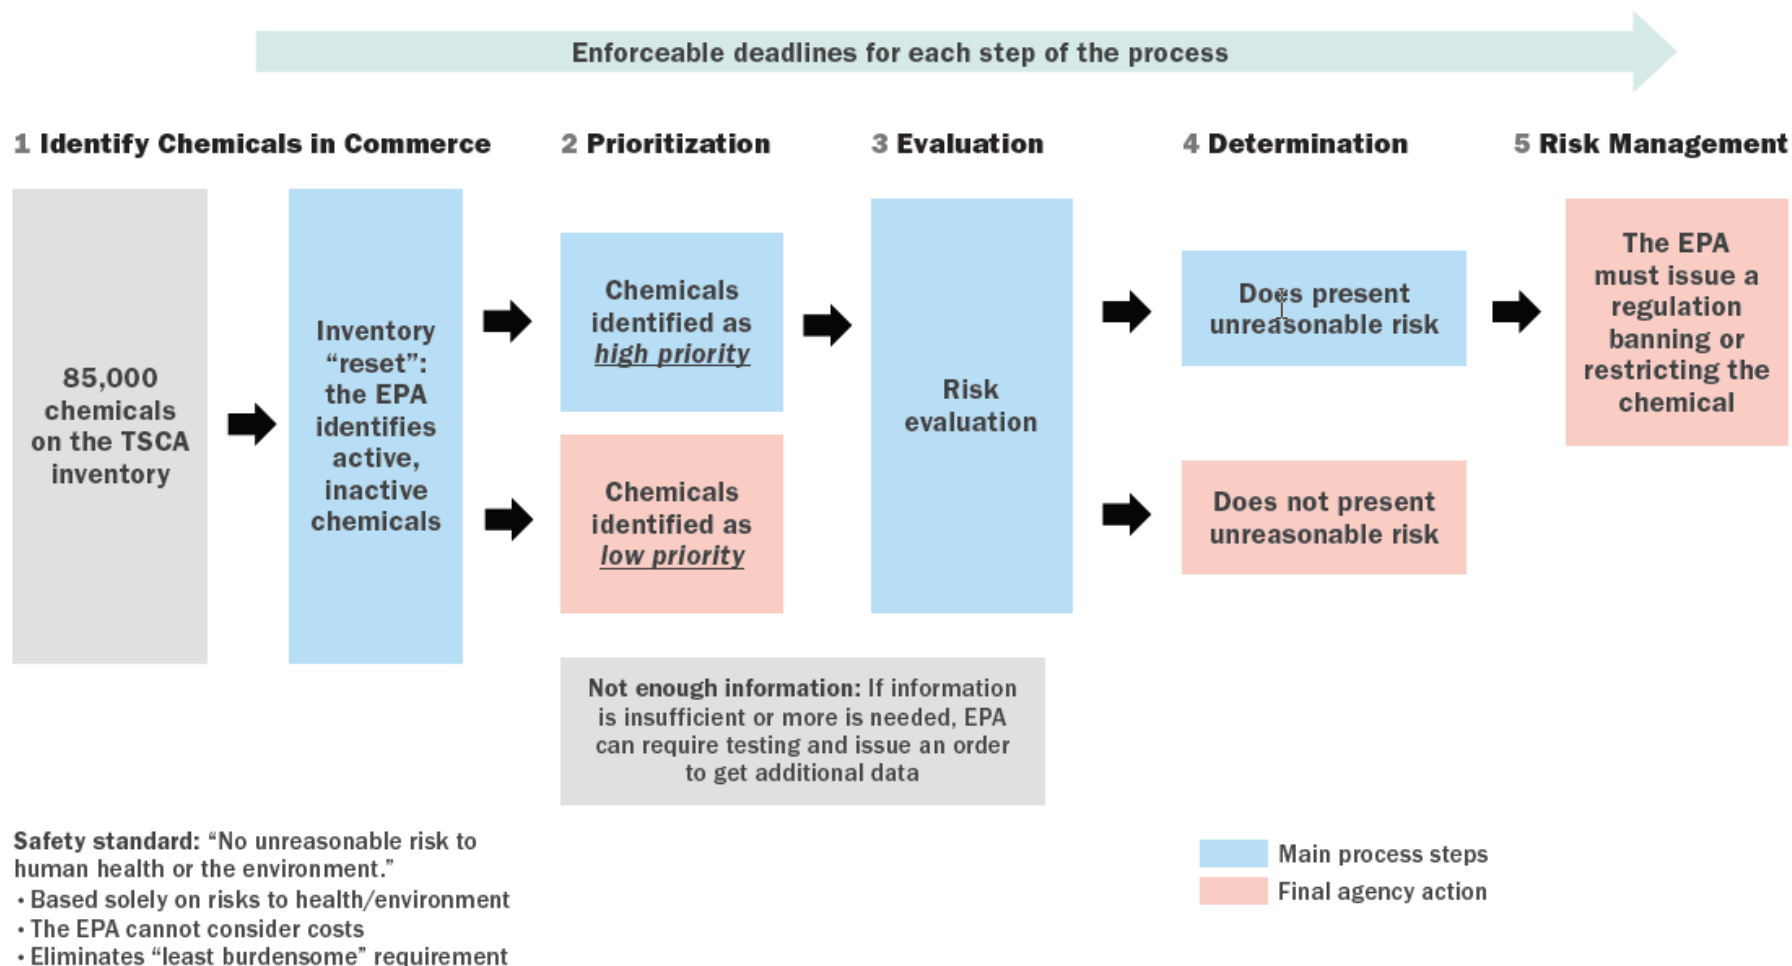 Enforceable deadlines for each step of the process
1 Identify Chemicals in Commerce
2 Prioritization
3 Evaluation
4 Determination
5 Risk Management
85,000
chemicals
on the TSCA
inventory
Inventory
“reset”:
the EPA
identifies
active,
inactive
chemicals
Chemicals
identified as
high priority
Chemicals
identified as
low priority
Risk
evaluation
Does present
unreasonable risk
Does not present
unreasonable risk
The EPA
must issue a
regulation
banning or
restricting the
chemical
Not enough information: If information
is insufficient or more is needed, EPA
can require testing and issue an order
to get additional data
Safety standard: “No unreasonable risk to
human health or the environment.”
• Based solely on risks to health/environment
• The EPA cannot consider costs
• Eliminates “least burdensome” requirement
Main process steps
Final agency action